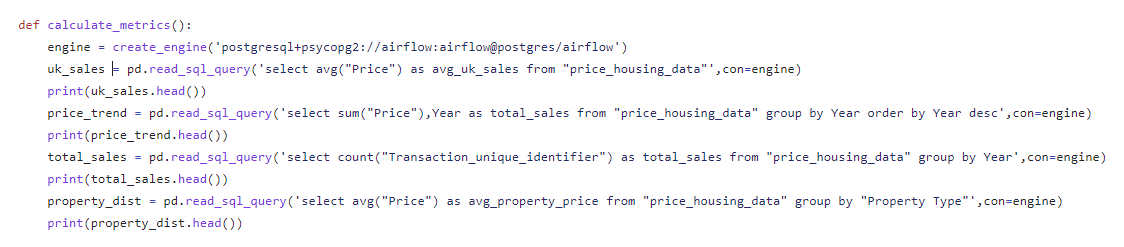 def calculate_metrics():
    engine = create_engine('postgresql+psycopg2://airflow:airflow@postgres/airflow')
    uk_sales = pd.read_sql_query('select avg("Price") as avg_uk_sales from "price_housing_data"',con=engine)
    print(uk_sales.head())
    price_trend = pd.read_sql_query('select sum("Price"),Year as total_sales from "price_housing_data" group by Year order by Year desc',con=engine)
    print(price_trend.head())
    total_sales = pd.read_sql_query('select count("Transaction_unique_identifier") as total_sales from "price_housing_data" group by Year',con=engine)
    print(total_sales.head())
    property_dist = pd.read_sql_query('select avg("Price") as avg_property_price from "price_housing_data" group by "Property Type"',con=engine)
    print(property_dist.head())